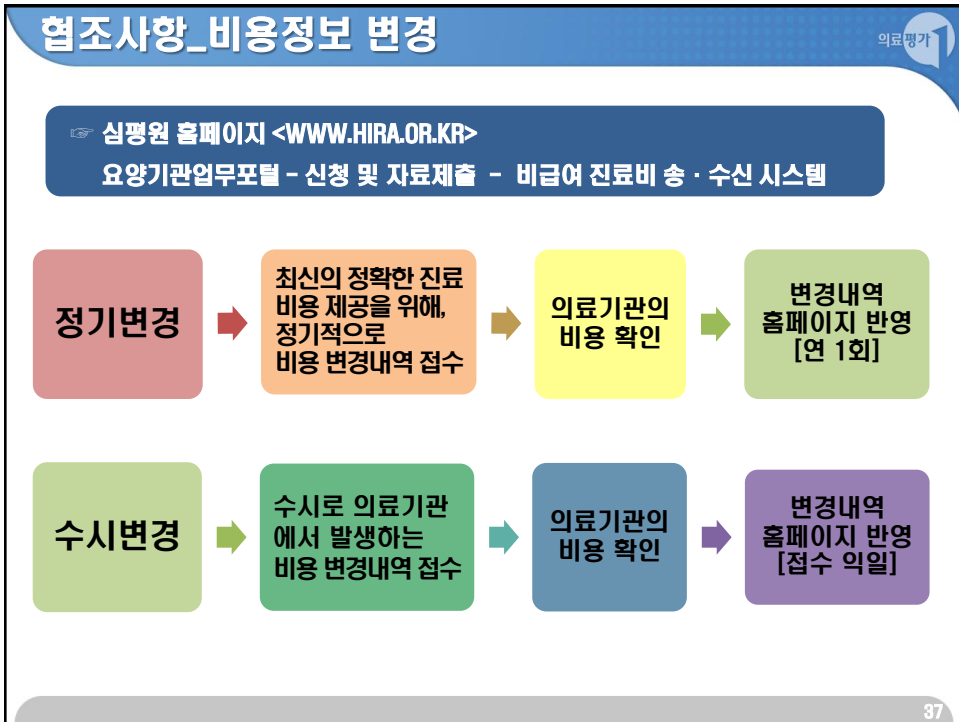 협조사항_비용정보 변경
의료평가1
☞ 심평원 홈페이지 <WWW.HIRA.OR.KR>
요양기관업무포털 - 신청 및 자료제출 - 비급여 진료비 송·수신 시스템
정기변경
최신의 정확한 진료
비용 제공을 위해,
정기적으로
비용 변경내역 접수
의료기관의
비용 확인
변경내역
홈페이지 반영
[연 1회]
수시변경
수시로 의료기관
에서 발생하는
비용 변경내역 접수
의료기관의
비용 확인
변경내역
홈페이지 반영
[접수 익일]
37